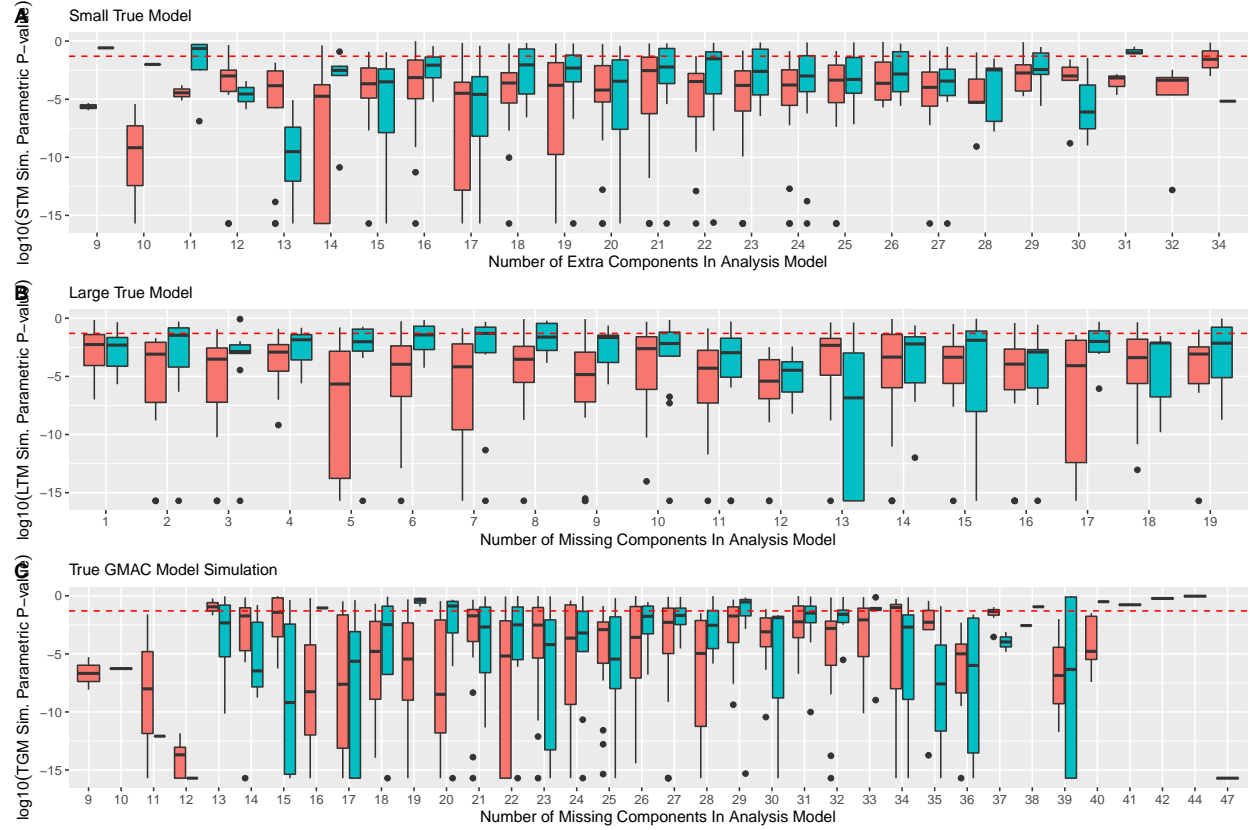 A
Small True Model
log10(STM Sim. Parametric P−value)
0
−5
−10
−15
9 10 11 12 13 14 15 16 17 18 19 20 21 22 23 24 25 26 27 28 29 30 31 32 34
Number of Extra Components In Analysis Model
B
Large True Model
log10(LTM Sim. Parametric P−value)
0
−5
−10
−15
1 2 3 4 5 6 7 8 9 10 11 12 13 14 15 16 17 18 19
Number of Missing Components In Analysis Model
C
True GMAC Model Simulation
log10(TGM Sim. Parametric P−value)
0
−5
−10
−15
9 10 11 12 13 14 15 16 17 18 19 20 21 22 23 24 25 26 27 28 29 30 31 32 33 34 35 36 37 38 39 40 41 42 44 47
Number of Missing Components In Analysis Model